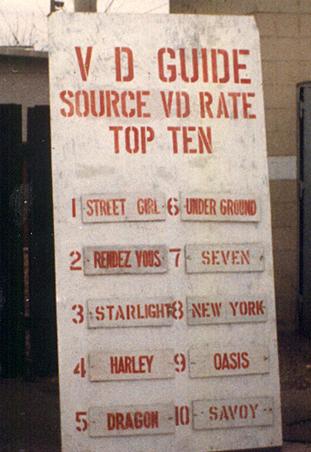 V D GUIDE
SOURCE VD RATE
TOP TEN
1 STREET GIRL
2 RENDEZ VOUS
3 STARLIGHT
4 HARLEY
5 DRAGON
6 UNDER GROUND
7 SEVEN
8 NEW YORK
9 OASIS
10 SAVOY